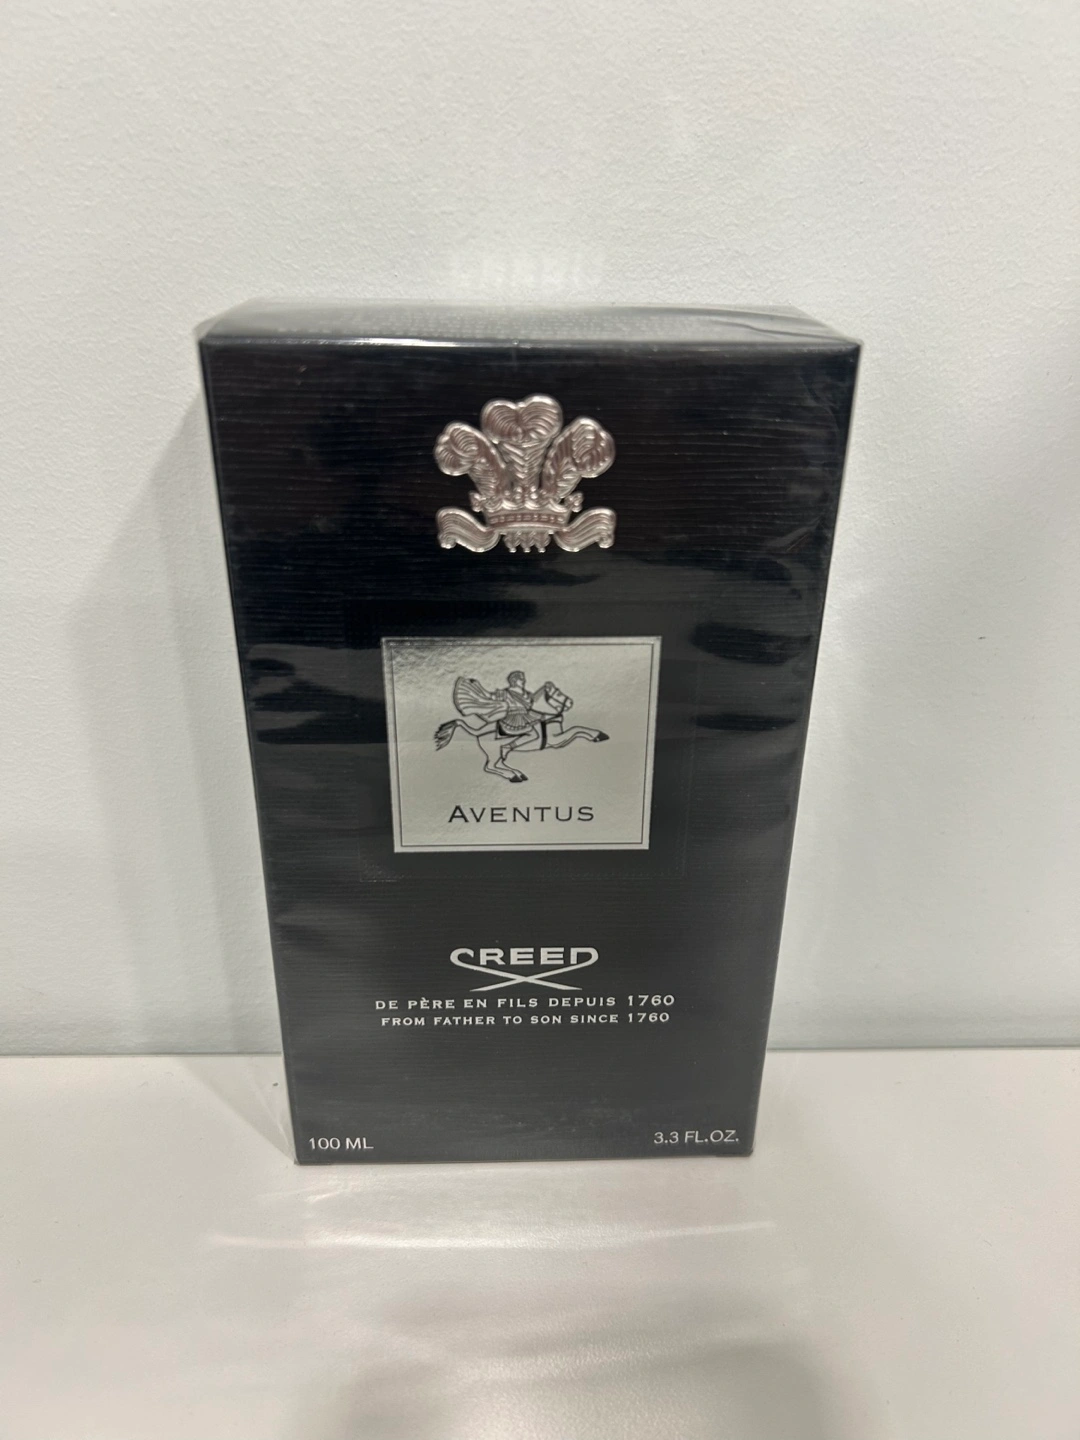 AVENTUS
CREED
DE PÈRE EN FILS DEPUIS 1760
FROM FATHER TO SON SINCE 1760
100 ML
3.3 FL.OZ.